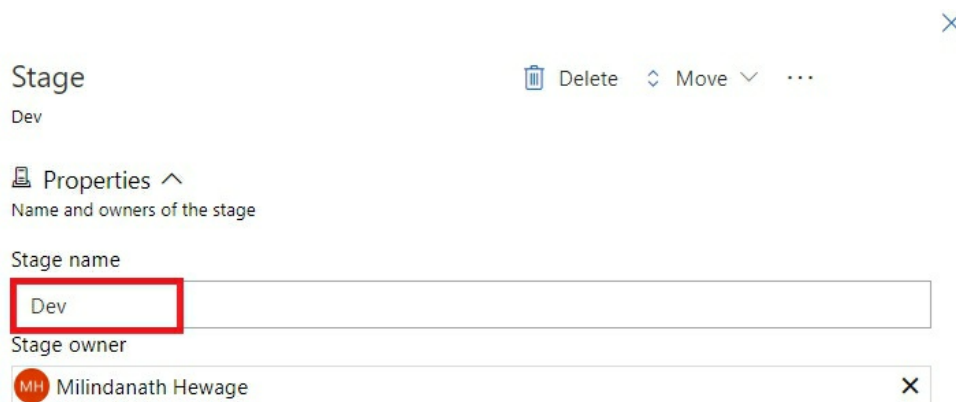 Stage
Delete Move ...
Dev
Properties
Name and owners of the stage
Stage name
Dev
Stage owner
MH Milindanath Hewage